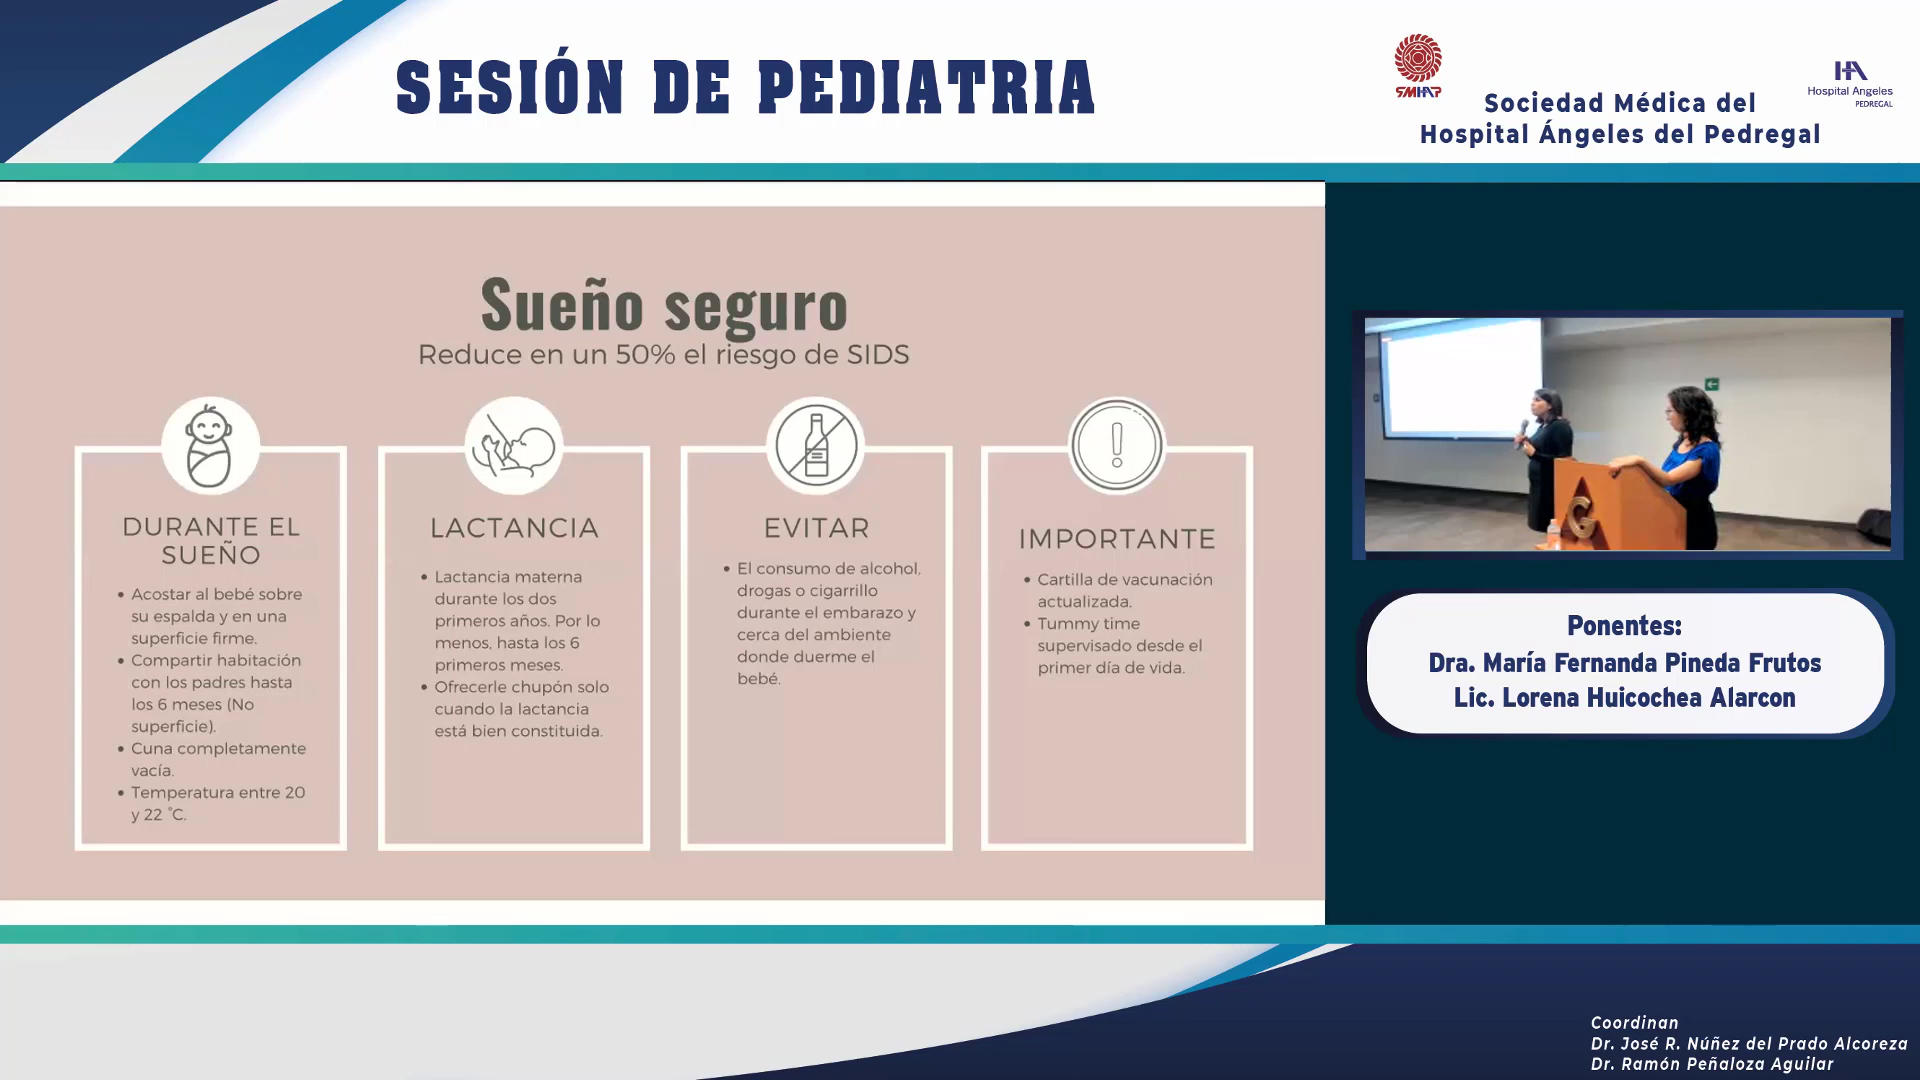 SESIÓN DE PEDIATRIA
SMHAP
Sociedad Médica del
Hospital Ángeles del Pedregal
HA
Hospital Angeles
PEDREGAL
Sueño seguro
Reduce en un 50% el riesgo de SIDS
DURANTE EL
SUEÑO
• Acostar al bebé sobre
su espalda y en una
superficie firme.
• Compartir habitación
con los padres hasta
los 6 meses (No
superficie).
• Cuna completamente
vacía.
• Temperatura entre 20
y 22 °C.
LACTANCIA
• Lactancia materna
durante los dos
primeros años. Por lo
menos, hasta los 6
primeros meses.
• Ofrecerle chupón solo
cuando la lactancia
está bien constituida.
EVITAR
• El consumo de alcohol,
drogas o cigarrillo
durante el embarazo y
cerca del ambiente
donde duerme el
bebé.
IMPORTANTE
• Cartilla de vacunación
actualizada.
• Tummy time
supervisado desde el
primer día de vida.
Ponentes:
Dra. María Fernanda Pineda Frutos
Lic. Lorena Huicochea Alarcon
Coordinan
Dr. José R. Núñez del Prado Alcoreza
Dr. Ramón Peñaloza Aguilar